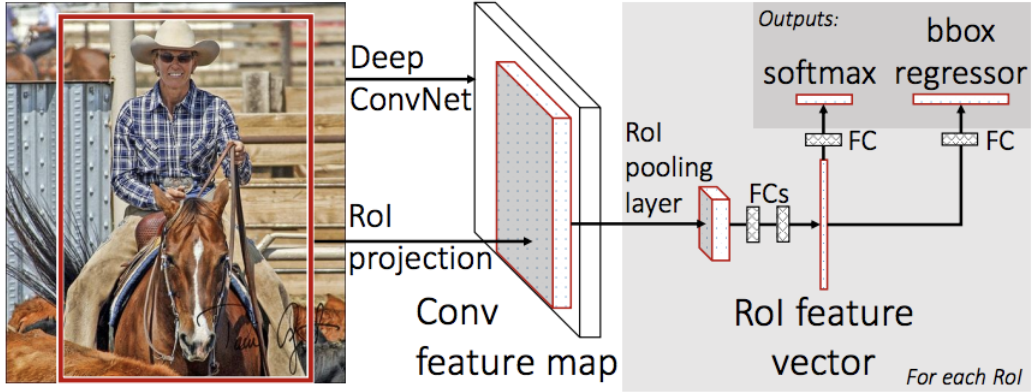 Deep
ConvNet
RoI
projection
Conv
feature map
RoI
pooling
layer
FCs
RoI feature
vector
Outputs:
softmax
bbox
regressor
FC
FC
For each RoI